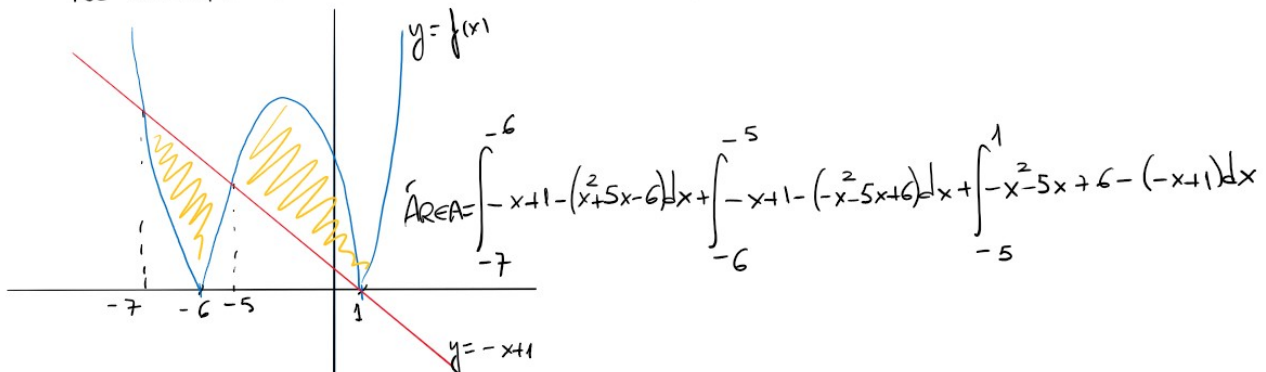 y=f(x)
ÁREA=∫_{-7}^{-6} -x+1-(x²+5x-6)dx+∫_{-6}^{-5} -x+1-(-x²-5x+6)dx+∫_{-5}^{1} -x²-5x+6-(-x+1)dx
-7 -6 -5 1
y=-x+1